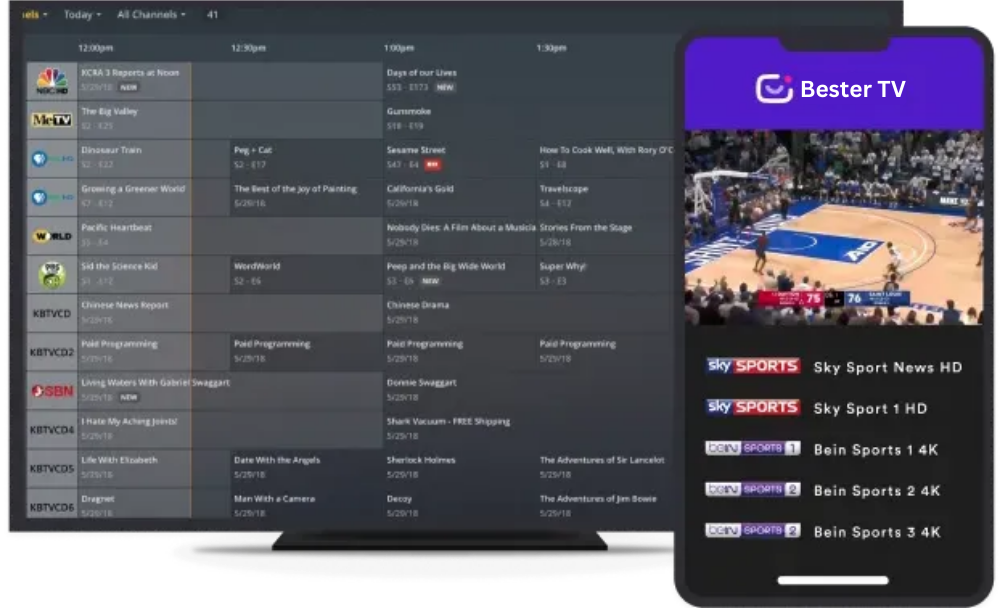 els Today All Channels 41
12:00pm 12:30pm 1:00pm 1:30pm
NBC HD
KCRA 3 Reports at Noon
5/29/18 NEW
Days of our Lives
S53 - E173 NEW
MeTV
The Big Valley
Gunsmoke
S18 - E19
Dinosaur Train
Peg + Cat
S2 - E17
Sesame Street
S47 - E4
How To Cook Well, With Rory O'C
S1 - E8
Growing a Greener World
The Best of the Joy of Painting
5/29/18
California's Gold
5/29/18
Travelscope
S4 - E12
WORLD
Pacific Heartbeat
Nobody Dies: A Film About a Musicia
5/29/18
Stories From the Stage
5/28/18
Sid the Science Kid
WordWorld
S2 - E6
Peep and the Big Wide World
S3 - E5 NEW
Super Why!
S3 - E3
KBTVCD
Chinese News Report
5/29/18
Chinese Drama
5/29/18
KBTVCD2
Paid Programming
5/29/18
Paid Programming
5/29/18
Paid Programming
5/29/18
Paid Programming
5/29/18
SBN
Living Waters With Gabriel Swaggart
5/29/18 NEW
Donnie Swaggart
5/29/18
KBTVCD4
I Hate My Aching Joints!
5/29/18
Shark Vacuum - FREE Shipping
5/29/18
KBTVCD5
Life With Elizabeth
5/29/18
Date With the Angels
5/29/18
Sherlock Holmes
5/29/18
The Adventures of Sir Lancelot
5/29/18
KBTVCD6
Dragnet
5/29/18
Man With a Camera
5/29/18
Decoy
5/29/18
The Adventures of Jim Bowie
5/29/18
Bester TV
75 76 SAINT LOUIS
sky SPORTS Sky Sport News HD
sky SPORTS Sky Sport 1 HD
beIN SPORTS 1 Bein Sports 1 4K
beIN SPORTS 2 Bein Sports 2 4K
beIN SPORTS 2 Bein Sports 3 4K